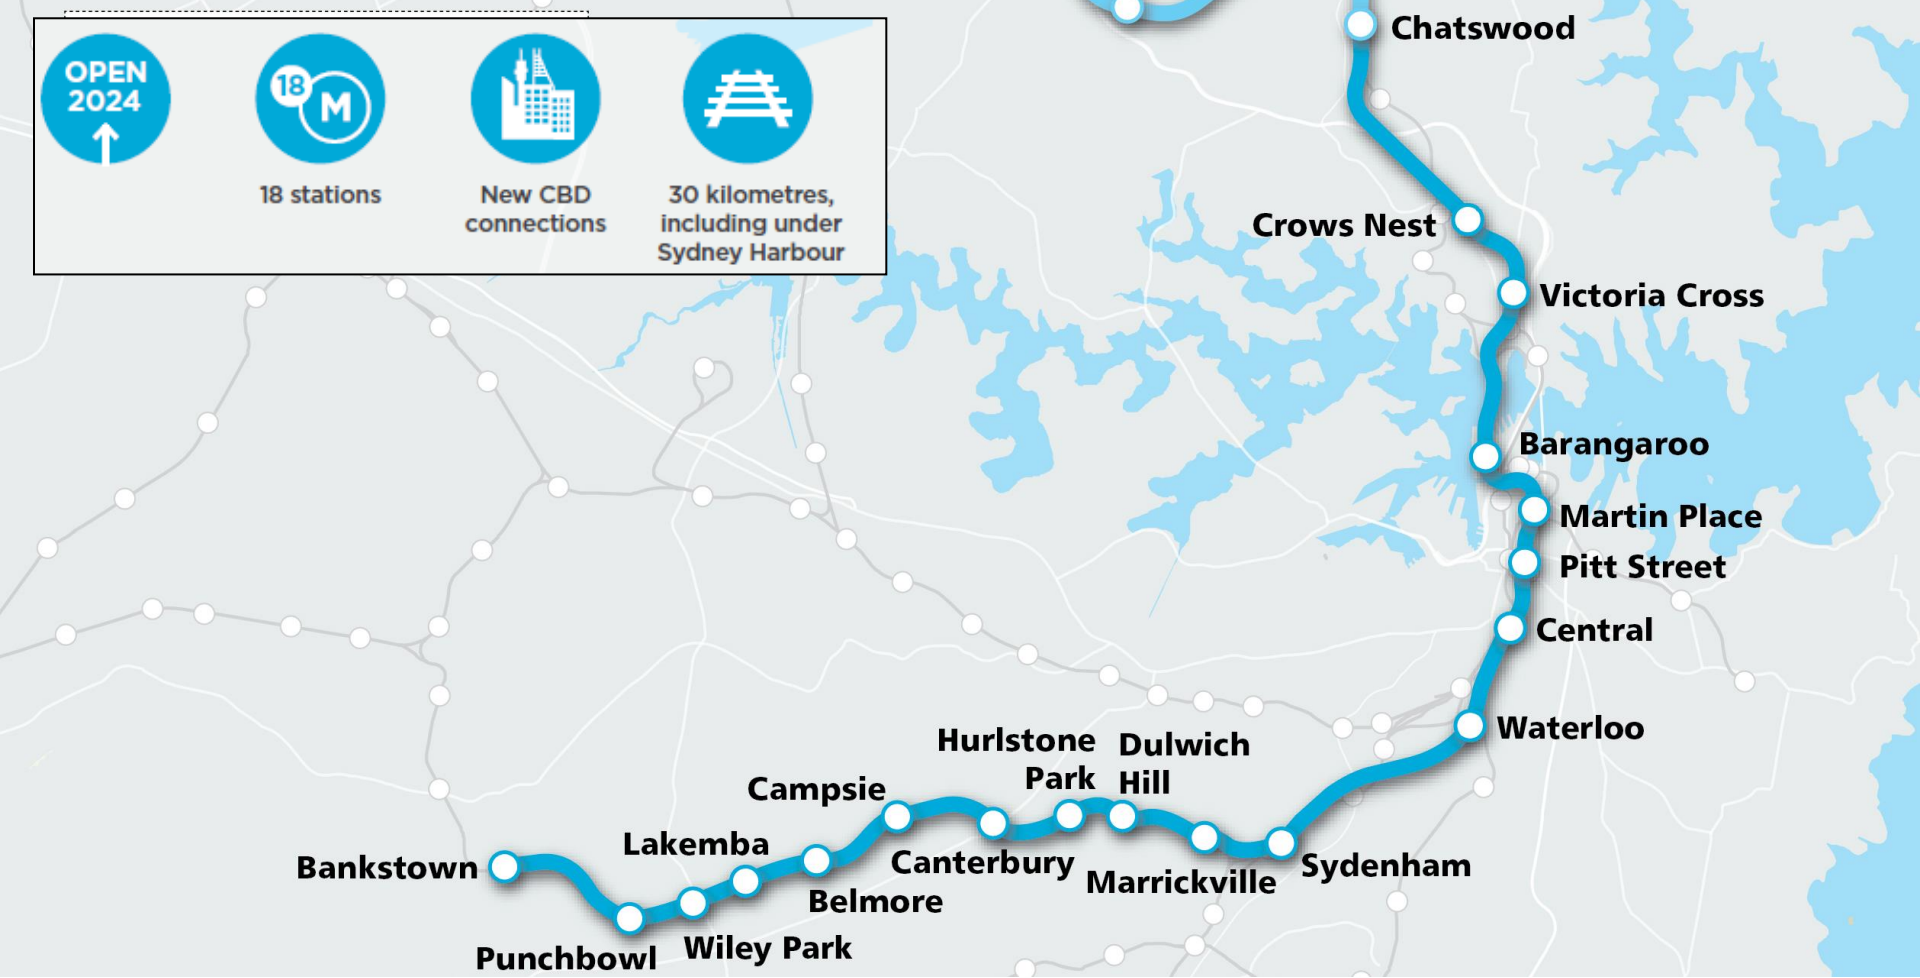 OPEN
2024
18
M
18 stations
New CBD
connections
30 kilometres,
including under
Sydney Harbour
Chatswood
Crows Nest
Victoria Cross
Barangaroo
Martin Place
Pitt Street
Central
Waterloo
Hurlstone
Park
Dulwich
Hill
Campsie
Lakemba
Bankstown
Canterbury
Marrickville
Sydenham
Belmore
Wiley Park
Punchbowl